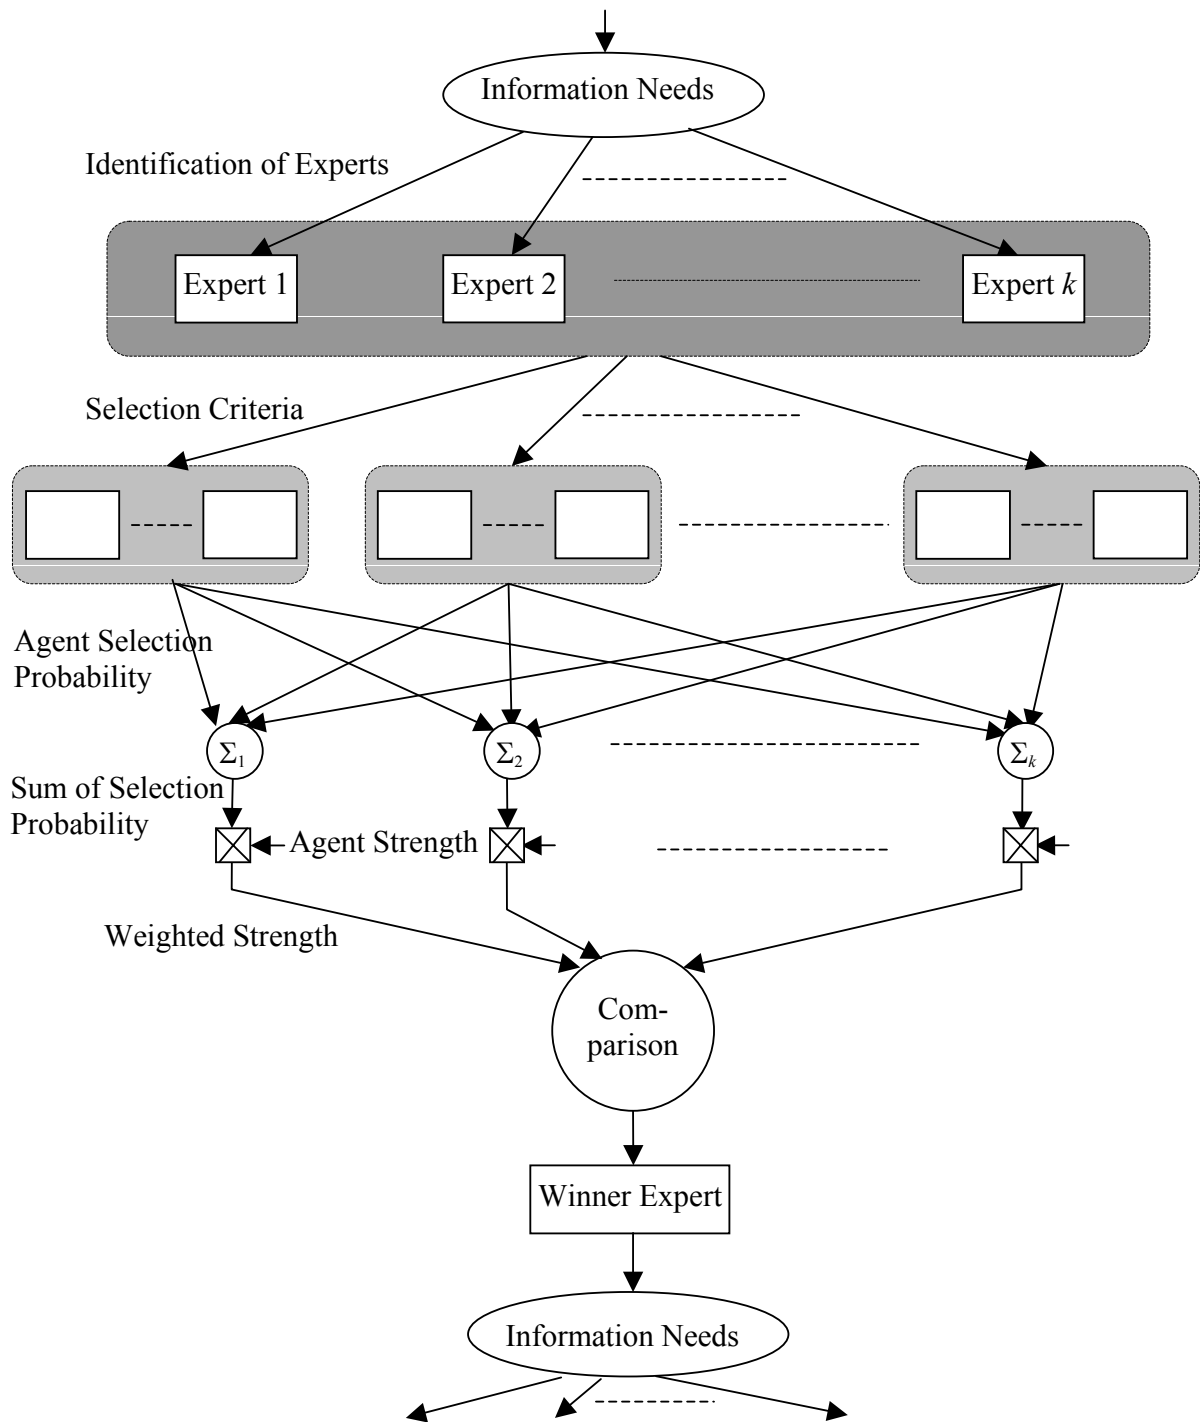 Information Needs
Identification of Experts
Expert 1
Expert 2
Expert k
Selection Criteria
Agent Selection
Probability
Σ1
Σ2
Σk
Sum of Selection
Probability
Agent Strength
Weighted Strength
Com-
parison
Winner Expert
Information Needs